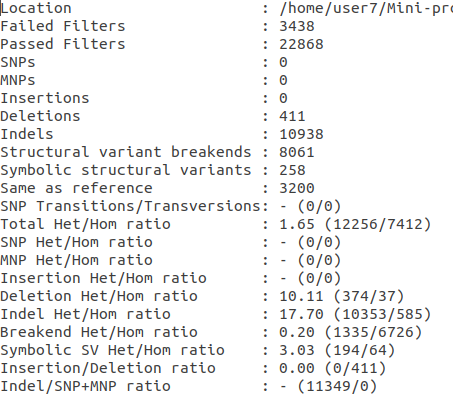 Location : /home/user7/Mini-pro
Failed Filters : 3438
Passed Filters : 22868
SNPs : 0
MNPs : 0
Insertions : 0
Deletions : 411
Indels : 10938
Structural variant breakends : 8061
Symbolic structural variants : 258
Same as reference : 3200
SNP Transitions/Transversions: - (0/0)
Total Het/Hom ratio : 1.65 (12256/7412)
SNP Het/Hom ratio : - (0/0)
MNP Het/Hom ratio : - (0/0)
Insertion Het/Hom ratio : - (0/0)
Deletion Het/Hom ratio : 10.11 (374/37)
Indel Het/Hom ratio : 17.70 (10353/585)
Breakend Het/Hom ratio : 0.20 (1335/6726)
Symbolic SV Het/Hom ratio : 3.03 (194/64)
Insertion/Deletion ratio : 0.00 (0/411)
Indel/SNP+MNP ratio : - (11349/0)